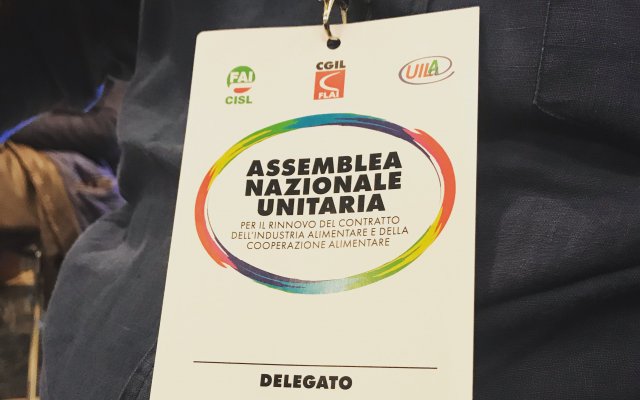 FAI
CISL
CGIL
FLAI
UILA
ASSEMBLEA
NAZIONALE
UNITARIA
PER IL RINNOVO DEL CONTRATTO
DELL'INDUSTRIA ALIMENTARE E DELLA
COOPERAZIONE ALIMENTARE
DELEGATO